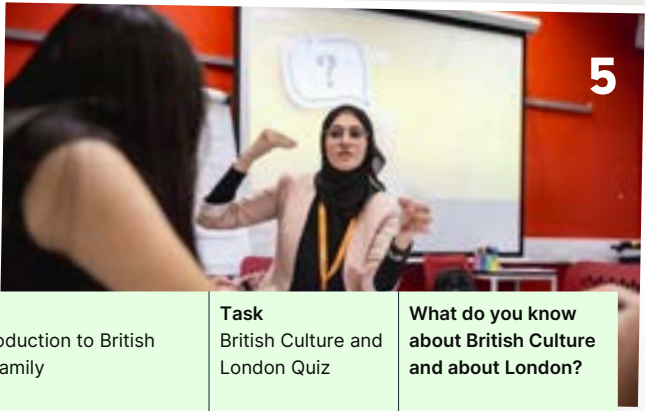 ?
5
oduction to British
amily
Task
British Culture and
London Quiz
What do you know
about British Culture
and about London?